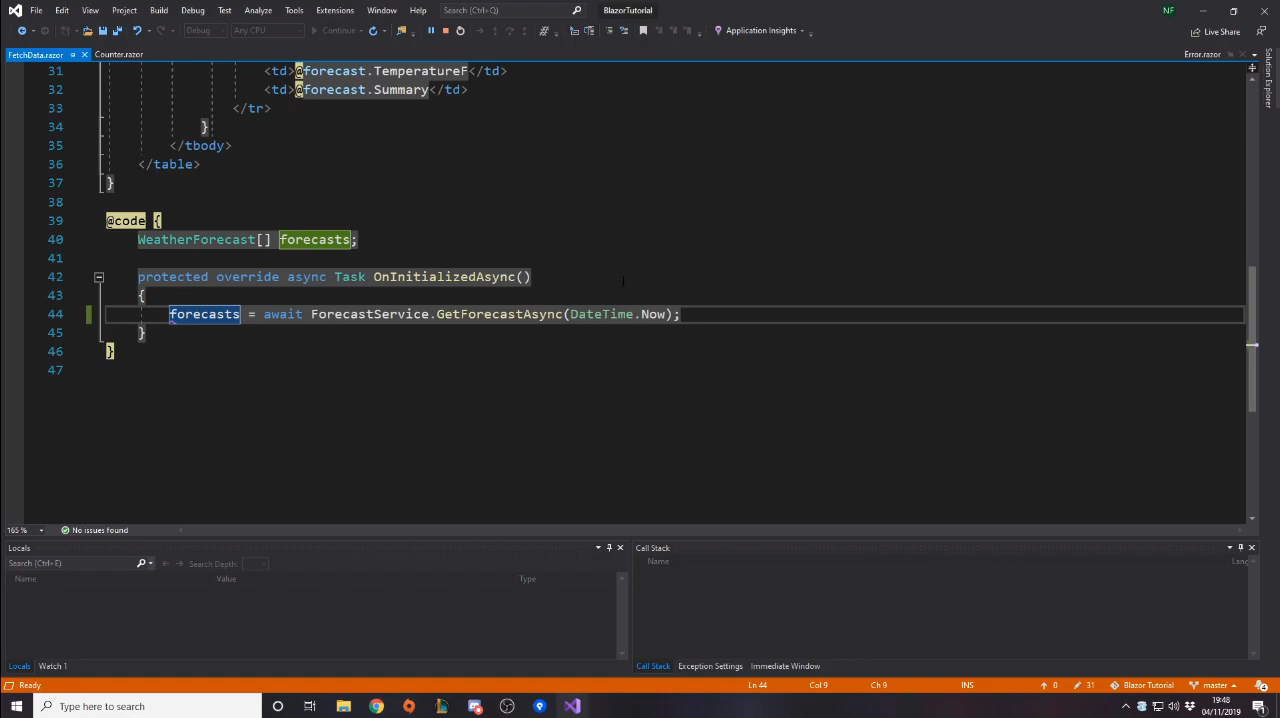 File Edit View Project Build Debug Test Analyze Tools Extensions Window Help Search (Ctrl+Q) BlazorTutorial NF
Debug Any CPU Continue Application Insights Live Share
FetchData.razor Counter.razor Error.razor
Solution Explorer
31 <td>@forecast.TemperatureF</td>
32 <td>@forecast.Summary</td>
33 </tr>
34 }
35 </tbody>
36 </table>
37 }
38
39 @code {
40 WeatherForecast[] forecasts;
41
42 protected override async Task OnInitializedAsync()
43 {
44 forecasts = await ForecastService.GetForecastAsync(DateTime.Now);
45 }
46 }
47
165 % No issues found
Locals Call Stack
Search (Ctrl+E) Search Depth: Name Lang
Name Value Type
Locals Watch 1 Call Stack Exception Settings Immediate Window
Ready Ln 44 Col 9 Ch 9 INS 0 31 Blazor Tutorial master 4
Type here to search 19:48
04/11/2019 1